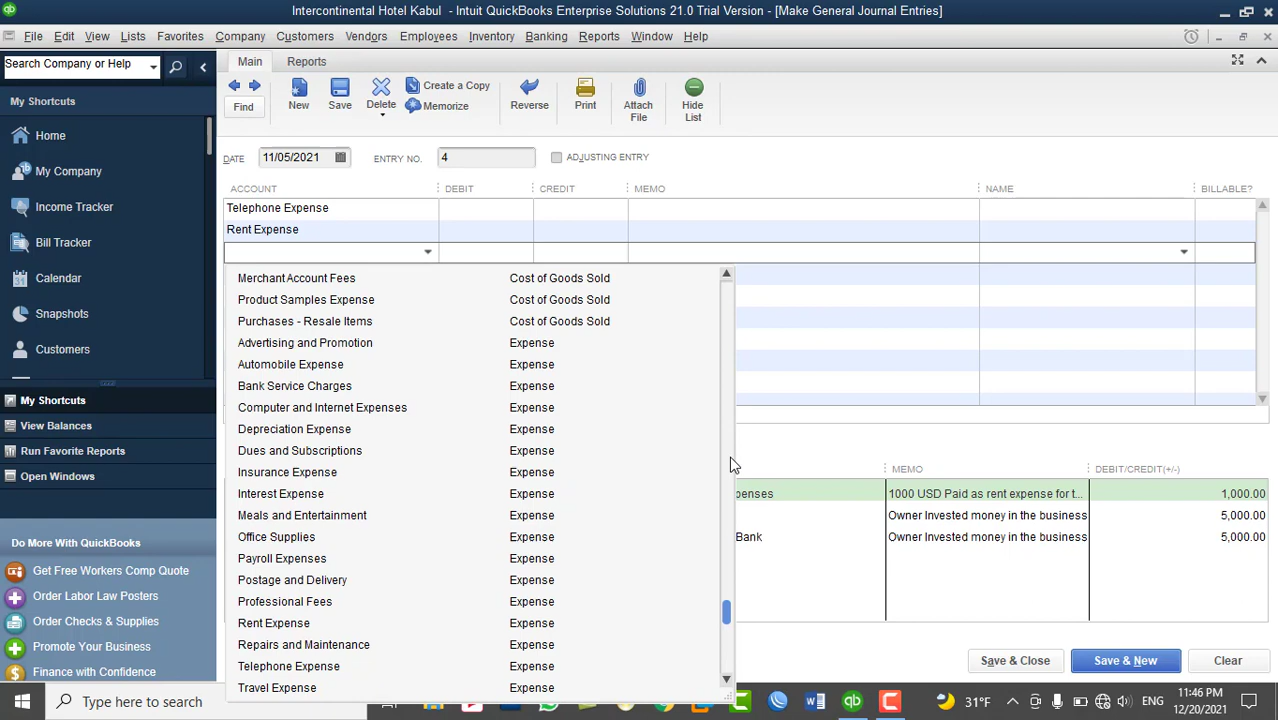 Intercontinental Hotel Kabul - Intuit QuickBooks Enterprise Solutions 21.0 Trial Version - [Make General Journal Entries]
File Edit View Lists Favorites Company Customers Vendors Employees Inventory Banking Reports Window Help
Search Company or Help
My Shortcuts
Home
My Company
Income Tracker
Bill Tracker
Calendar
Snapshots
Customers
My Shortcuts
View Balances
Run Favorite Reports
Open Windows
Do More With QuickBooks
Get Free Workers Comp Quote
Order Labor Law Posters
Order Checks & Supplies
Promote Your Business
Finance with Confidence
Main Reports
Find
New
Save
Delete
Create a Copy
Memorize
Reverse
Print
Attach File
Hide List
DATE 11/05/2021 ENTRY NO. 4 ADJUSTING ENTRY
ACCOUNT DEBIT CREDIT MEMO NAME BILLABLE?
Telephone Expense
Rent Expense
Merchant Account Fees Cost of Goods Sold
Product Samples Expense Cost of Goods Sold
Purchases - Resale Items Cost of Goods Sold
Advertising and Promotion Expense
Automobile Expense Expense
Bank Service Charges Expense
Computer and Internet Expenses Expense
Depreciation Expense Expense
Dues and Subscriptions Expense
Insurance Expense Expense
Interest Expense Expense
Meals and Entertainment Expense
Office Supplies Expense
Payroll Expenses Expense
Postage and Delivery Expense
Professional Fees Expense
Rent Expense Expense
Repairs and Maintenance Expense
Telephone Expense Expense
Travel Expense Expense
MEMO DEBIT/CREDIT(+/-)
penses 1000 USD Paid as rent expense for t... 1,000.00
Owner Invested money in the business 5,000.00
Bank Owner Invested money in the business 5,000.00
Save & Close Save & New Clear
Type here to search
31°F ENG 11:46 PM
12/20/2021